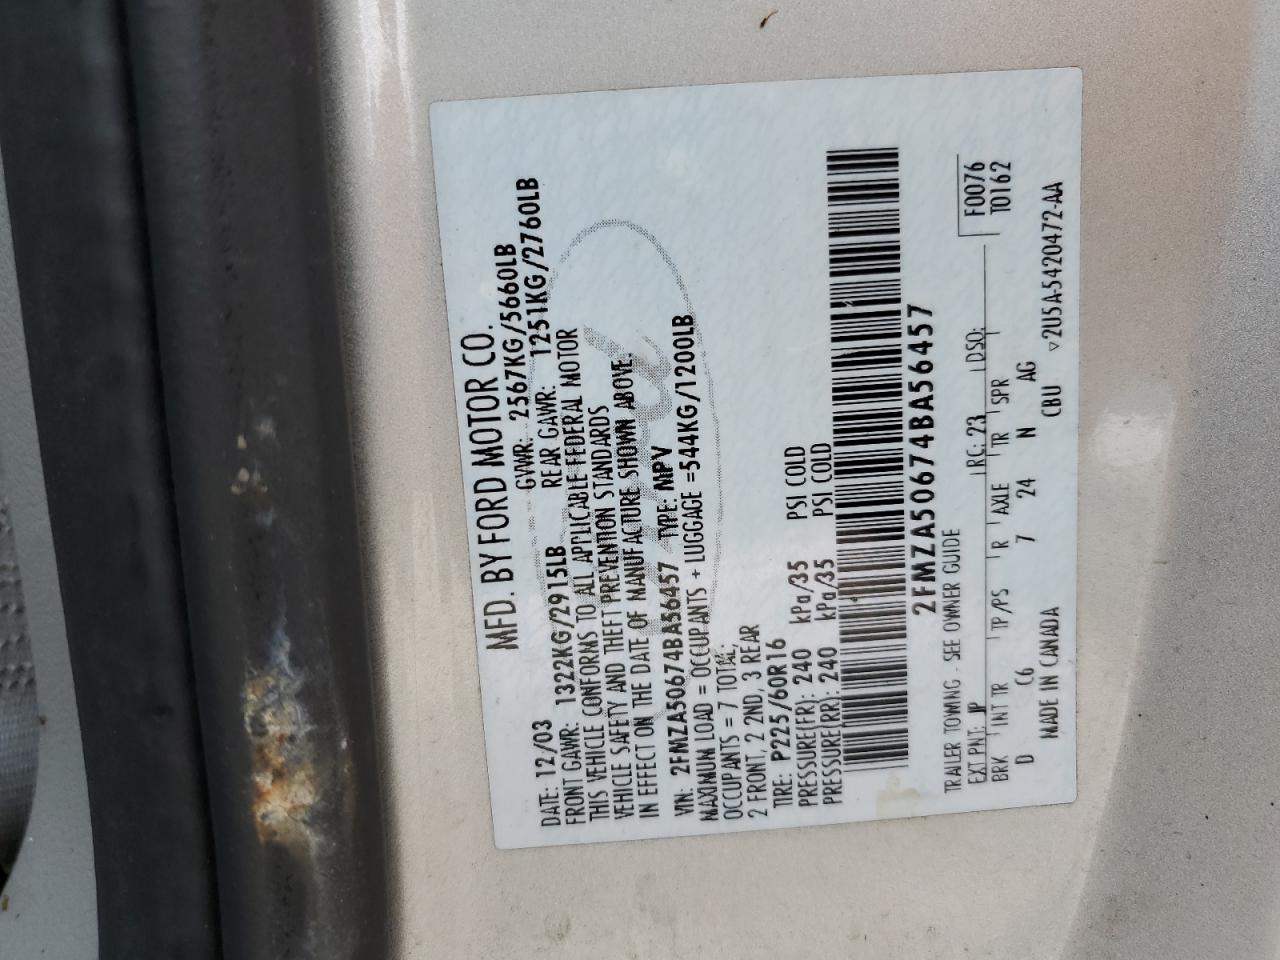 MFD. BY FORD MOTOR CO.
DATE: 12/03 GVWR: 2567KG/5660LB
FRONT GAWR: 1322KG/2915LB REAR GAWR: 1251KG/2760LB
THIS VEHICLE CONFORMS TO ALL APPLICABLE FEDERAL MOTOR
VEHICLE SAFETY AND THEFT PREVENTION STANDARDS
IN EFFECT ON THE DATE OF MANUFACTURE SHOWN ABOVE.
VIN: 2FMZA50674BA56457 TYPE: MPV
MAXIMUM LOAD = OCCUPANTS + LUGGAGE =544KG/1200LB
OCCUPANTS = 7 TOTAL,
2 FRONT, 2 2ND, 3 REAR
TIRE: P225/60R16
PRESSURE(FR): 240 kPa/35 PSI COLD
PRESSURE(RR): 240 kPa/35 PSI COLD
2FMZA50674BA56457
TRAILER TOWING - SEE OWNER GUIDE
F0076
T0162
EXT PNT: JP RC: 23 DSO:
BRK INT TR TP/PS R AXLE TR SPR
D C6 7 24 N AG
MADE IN CANADA CBU ▽2U5A-5420472-AA